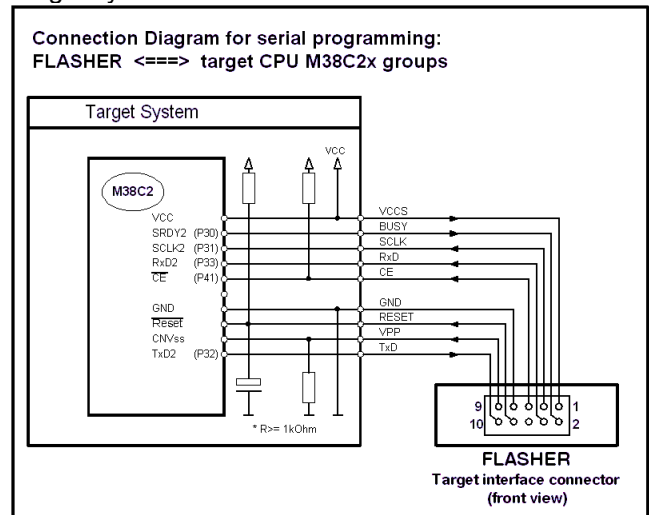 Connection Diagram for serial programming:
FLASHER <===> target CPU M38C2x groups
Target System
VCC
M38C2
VCC
SRDY2 (P30)
SCLK2 (P31)
RxD2 (P33)
CE (P41)
GND
Reset
CNVss
TxD2 (P32)
VCCS
BUSY
SCLK
RxD
CE
GND
RESET
VPP
TxD
* R>= 1kOhm
9 1
10 2
FLASHER
Target interface connector
(front view)